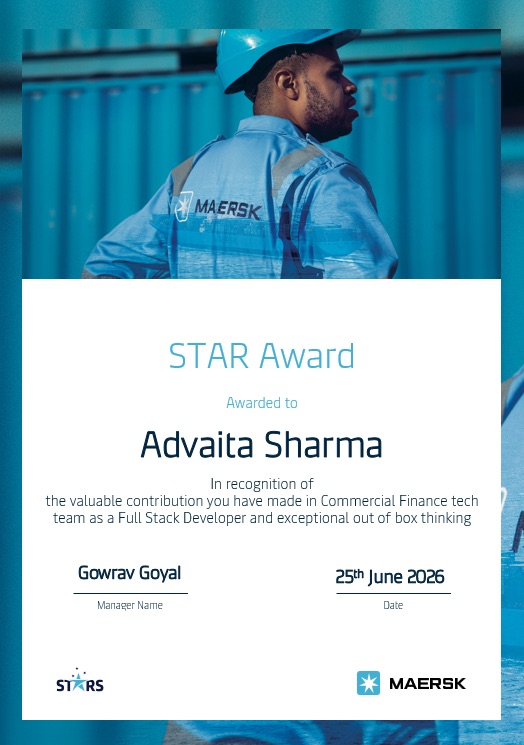 MAERSK
STAR Award
Awarded to
Advaita Sharma
In recognition of
the valuable contribution you have made in Commercial Finance tech
team as a Full Stack Developer and exceptional out of box thinking
Gowrav Goyal
25th June 2026
Manager Name
Date
STARS
MAERSK